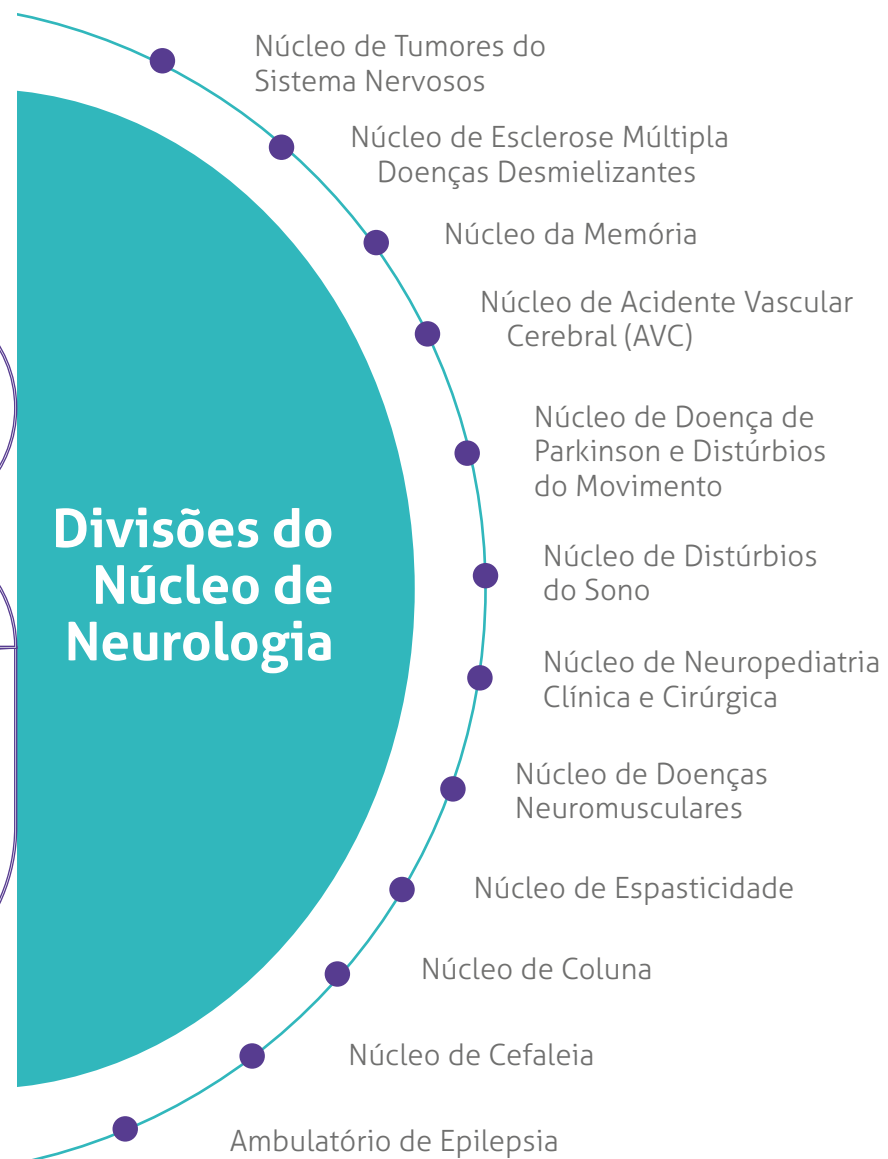 Núcleo de Tumores do
Sistema Nervosos
Núcleo de Esclerose Múltipla
Doenças Desmielizantes
Núcleo da Memória
Núcleo de Acidente Vascular
Cerebral (AVC)
Núcleo de Doença de
Parkinson e Distúrbios
do Movimento
Divisões do
Núcleo de
Neurologia
Núcleo de Distúrbios
do Sono
Núcleo de Neuropediatria
Clínica e Cirúrgica
Núcleo de Doenças
Neuromusculares
Núcleo de Espasticidade
Núcleo de Coluna
Núcleo de Cefaleia
Ambulatório de Epilepsia